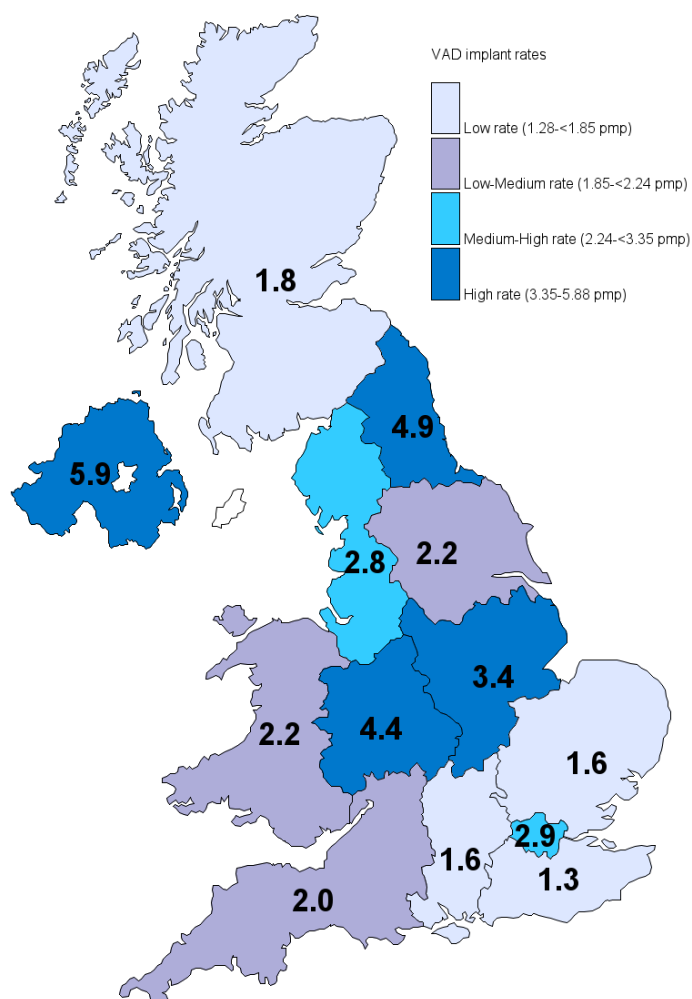 VAD implant rates
Low rate (1.28-<1.85 pmp)
Low-Medium rate (1.85-<2.24 pmp)
Medium-High rate (2.24-<3.35 pmp)
High rate (3.35-5.88 pmp)
1.8
4.9
5.9
2.2
2.8
3.4
2.2
4.4
1.6
2.9
1.6
1.3
2.0